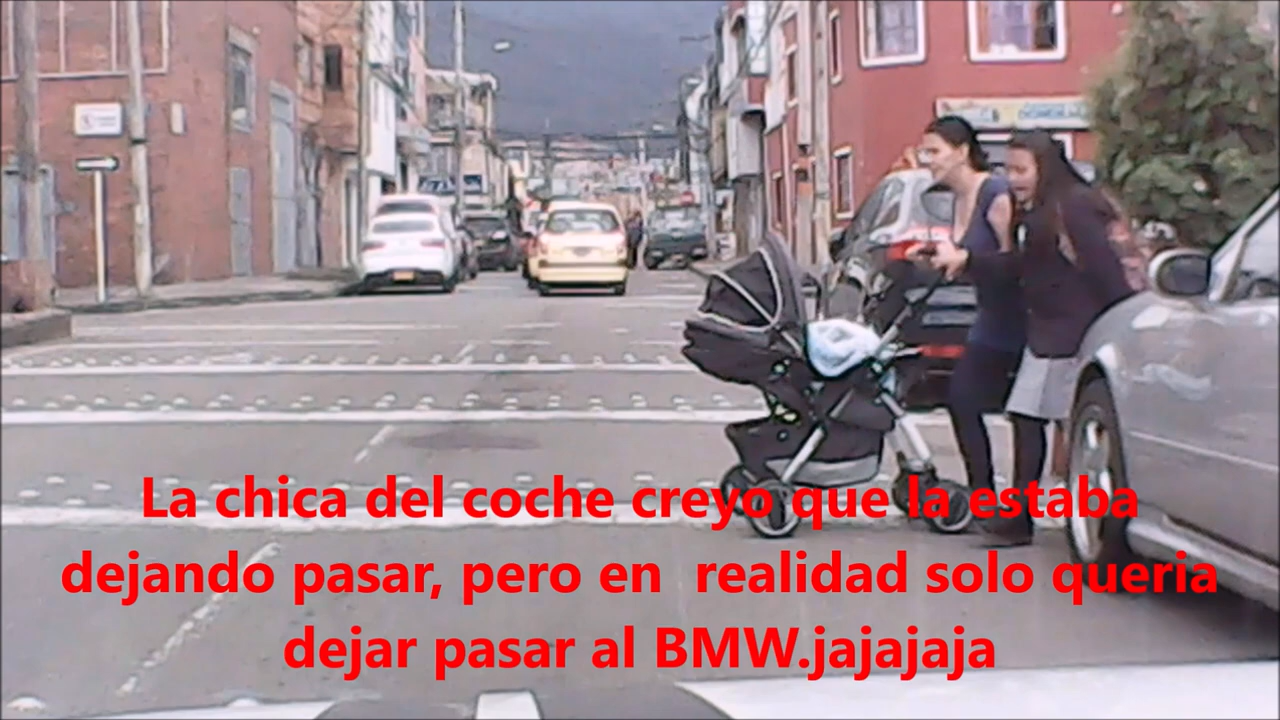 La chica del coche creyo que la estaba
dejando pasar, pero en  realidad solo queria
dejar pasar al BMW.jajajaja